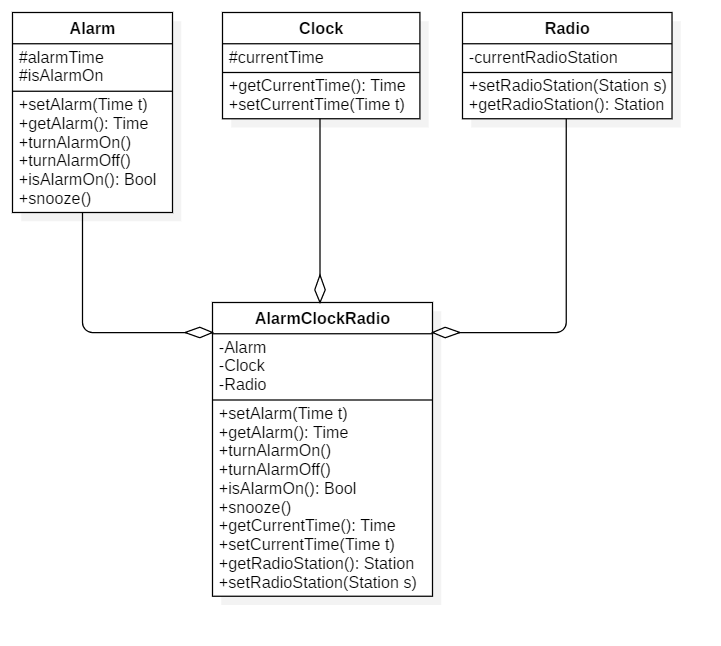 Alarm
#alarmTime
#isAlarmOn
+setAlarm(Time t)
+getAlarm(): Time
+turnAlarmOn()
+turnAlarmOff()
+isAlarmOn(): Bool
+snooze()
Clock
#currentTime
+getCurrentTime(): Time
+setCurrentTime(Time t)
Radio
-currentRadioStation
+setRadioStation(Station s)
+getRadioStation(): Station
AlarmClockRadio
-Alarm
-Clock
-Radio
+setAlarm(Time t)
+getAlarm(): Time
+turnAlarmOn()
+turnAlarmOff()
+isAlarmOn(): Bool
+snooze()
+getCurrentTime(): Time
+setCurrentTime(Time t)
+getRadioStation(): Station
+setRadioStation(Station s)